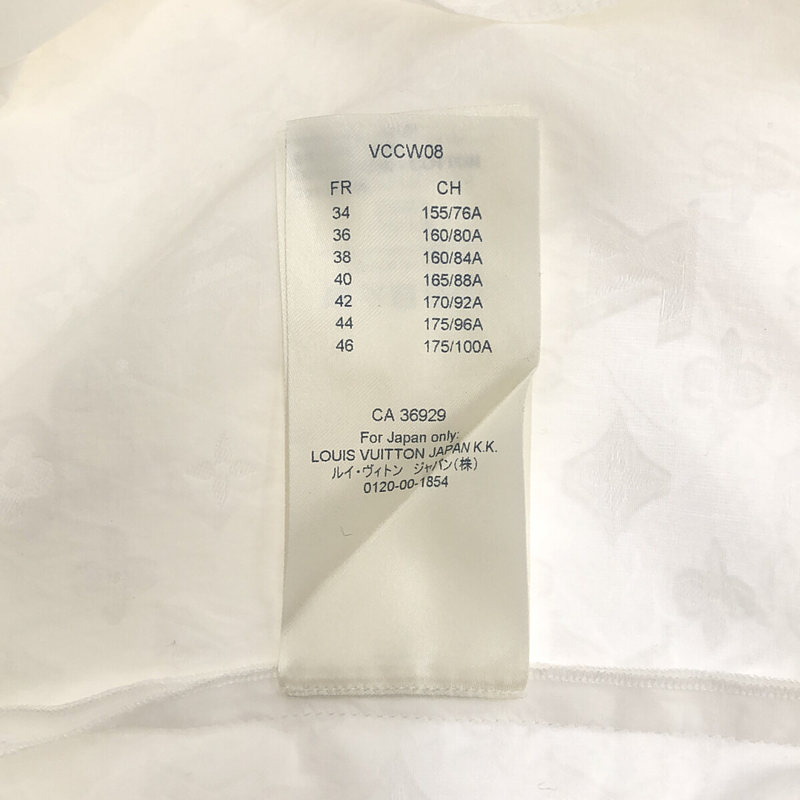 VCCW08
FR CH
34 155/76A
36 160/80A
38 160/84A
40 165/88A
42 170/92A
44 175/96A
46 175/100A
CA 36929
For Japan only:
LOUIS VUITTON JAPAN K.K.
ルイ・ヴィトン ジャパン(株)
0120-00-1854